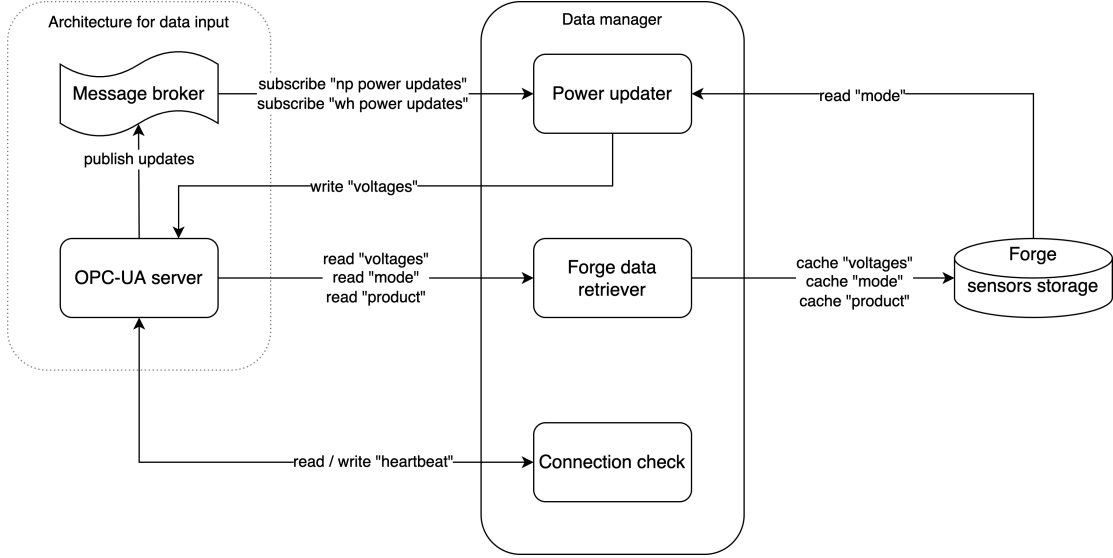 Architecture for data input
Data manager
Message broker
subscribe "np power updates"
subscribe "wh power updates"
Power updater
read "mode"
publish updates
write "voltages"
OPC-UA server
read "voltages"
read "mode"
read "product"
Forge data
retriever
cache "voltages"
cache "mode"
cache "product"
Forge
sensors storage
read / write "heartbeat"
Connection check